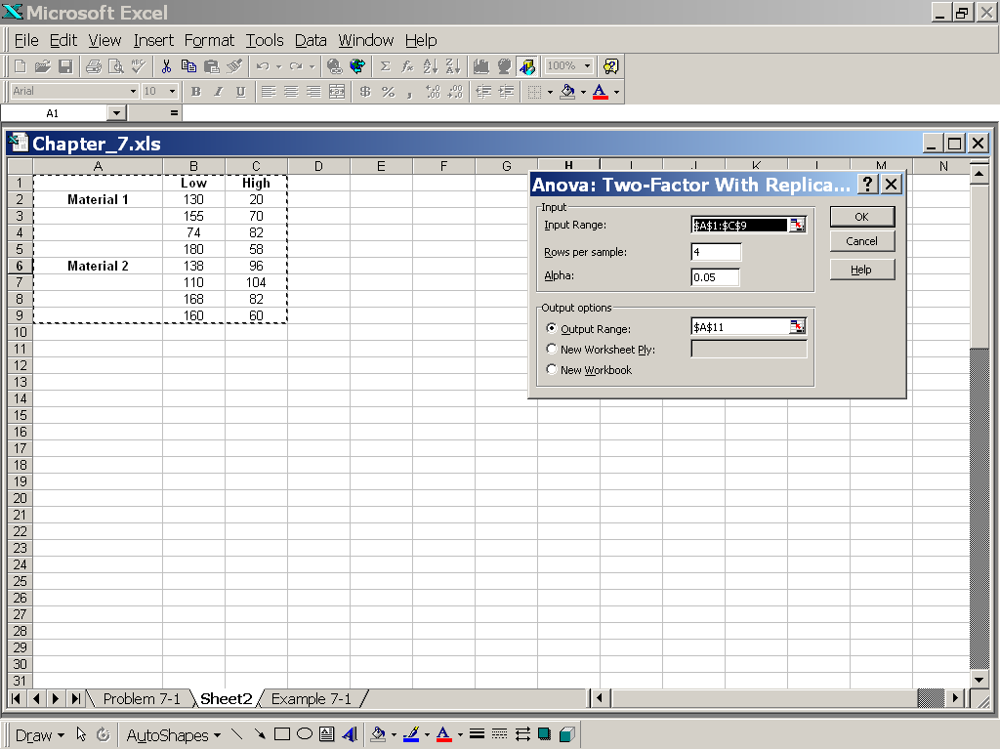 Microsoft Excel
File Edit View Insert Format Tools Data Window Help
100%
Arial 10 B I U $ % ,
A1 =
Chapter_7.xls
A B C D E F G H I J K L M N
1 Low High
2 Material 1 130 20
3 155 70
4 74 82
5 180 58
6 Material 2 138 96
7 110 104
8 168 82
9 160 60
10
11
12
13
14
15
16
17
18
19
20
21
22
23
24
25
26
27
28
29
30
31
Anova: Two-Factor With Replica...
Input
Input Range: $A$1:$C$9
Rows per sample: 4
Alpha: 0.05
OK
Cancel
Help
Output options
Output Range: $A$11
New Worksheet Ply:
New Workbook
Problem 7-1 Sheet2 Example 7-1
Draw AutoShapes